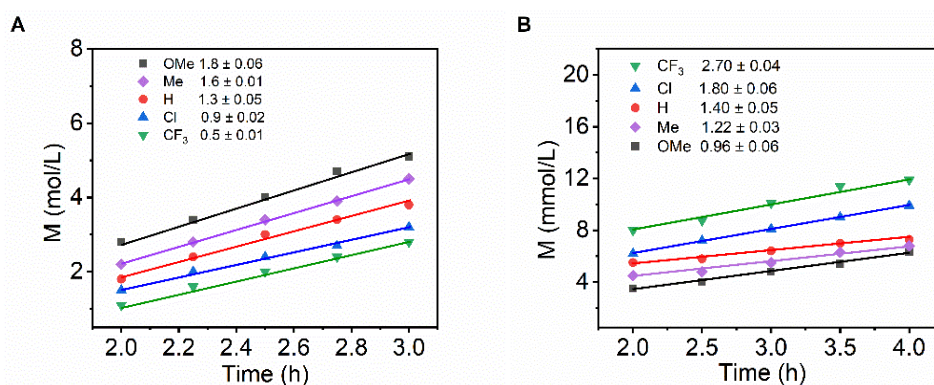 A
M (mol/L)
8
6
4
2
OMe 1.8 ± 0.06
Me 1.6 ± 0.01
H 1.3 ± 0.05
Cl 0.9 ± 0.02
CF₃ 0.5 ± 0.01
2.0 2.2 2.4 2.6 2.8 3.0
Time (h)
B
M (mmol/L)
20
16
12
8
4
CF₃ 2.70 ± 0.04
Cl 1.80 ± 0.06
H 1.40 ± 0.05
Me 1.22 ± 0.03
OMe 0.96 ± 0.06
2.0 2.5 3.0 3.5 4.0
Time (h)